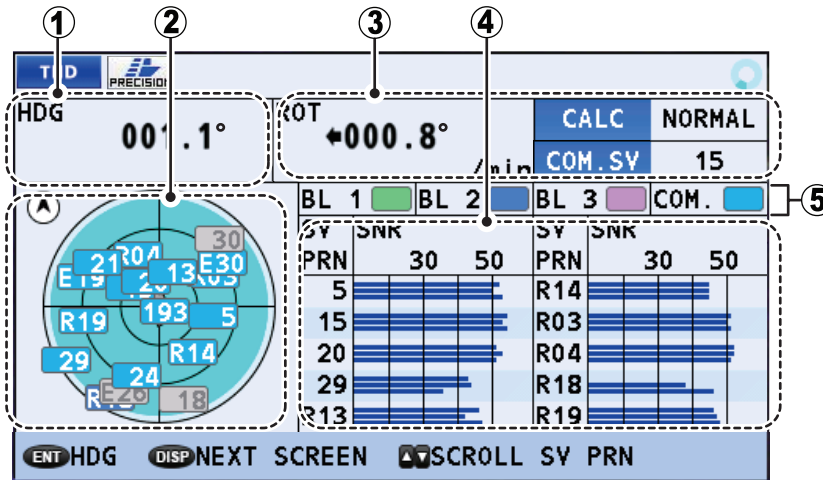 1 2 3 4
THD PRECISION
HDG
001.1°
ROT
000.8°
/min
CALC NORMAL
COM.SV 15
BL 1 BL 2 BL 3 COM. 5
SV SNR SV SNR
PRN 30 50 PRN 30 50
5 R14
15 R03
20 R04
29 R18
R13 R19
30
21 R04 13 E30
E19 R03
R19 193 5
R14
29
24
E26 18
ENT HDG DISP NEXT SCREEN SCROLL SV PRN